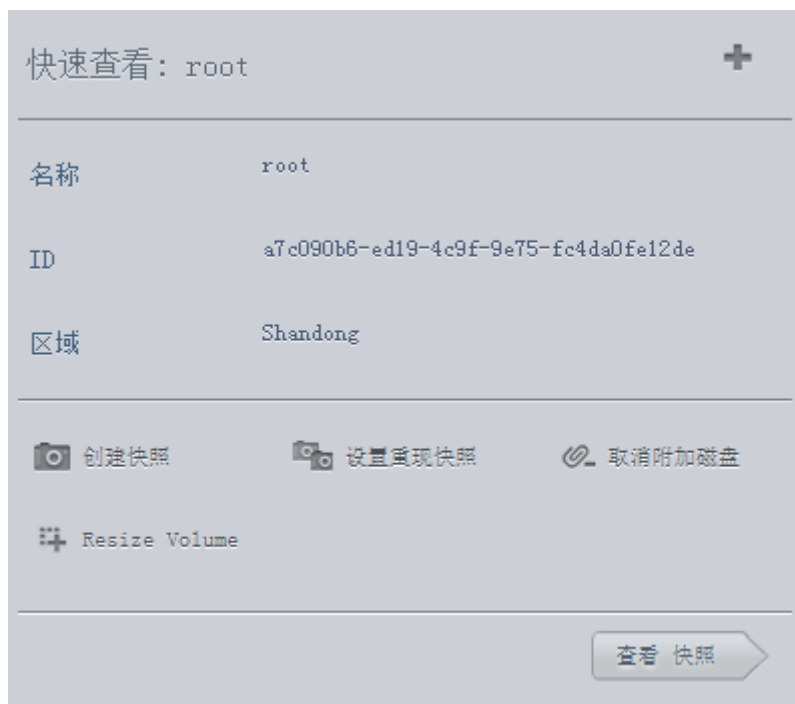 快速查看: root
名称 root
ID a7c090b6-ed19-4c9f-9e75-fc4da0fe12de
区域 Shandong
创建快照 设置重现快照 取消附加磁盘
Resize Volume
查看 快照